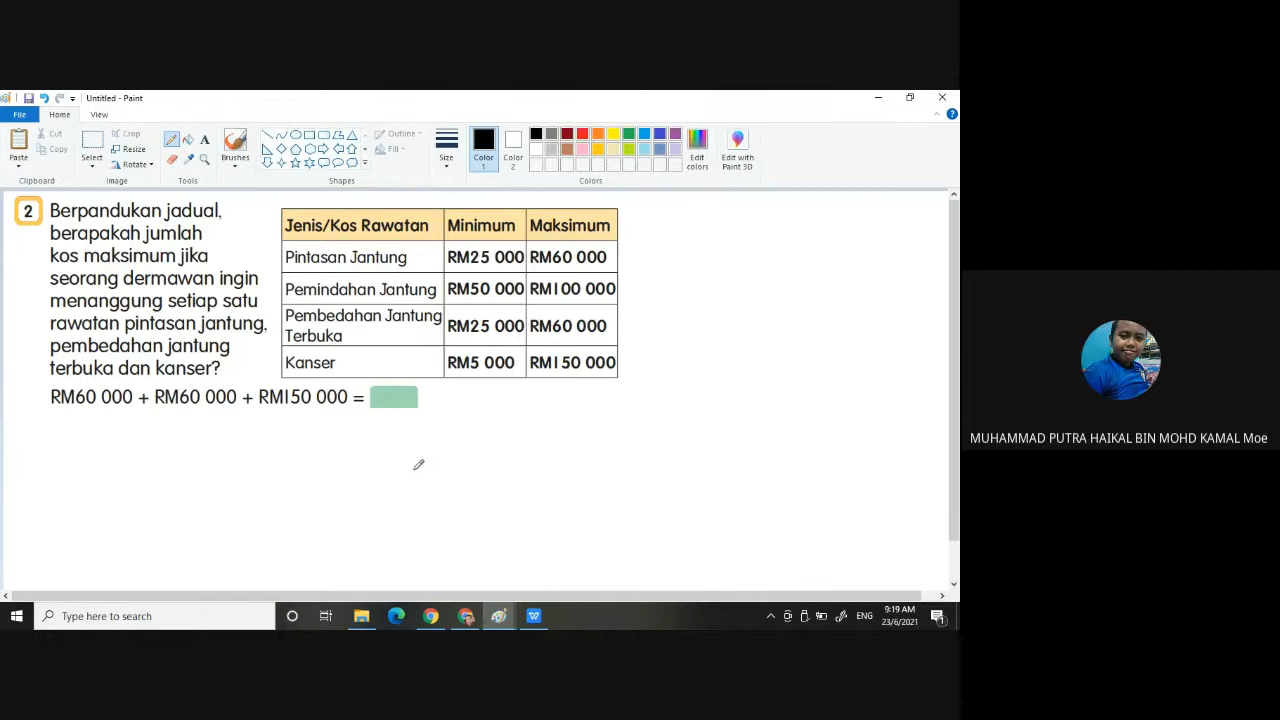 Untitled - Paint
File Home View
Paste
Cut
Copy
Clipboard
Select
Crop
Resize
Rotate
Image
Tools
Brushes
Shapes
Outline
Fill
Size
Color 1
Color 2
Edit colors
Colors
Edit with Paint 3D
2 Berpandukan jadual,
berapakah jumlah
kos maksimum jika
seorang dermawan ingin
menanggung setiap satu
rawatan pintasan jantung,
pembedahan jantung
terbuka dan kanser?
Jenis/Kos Rawatan Minimum Maksimum
Pintasan Jantung RM25 000 RM60 000
Pemindahan Jantung RM50 000 RM100 000
Pembedahan Jantung Terbuka RM25 000 RM60 000
Kanser RM5 000 RM150 000
RM60 000 + RM60 000 + RM150 000 =
MUHAMMAD PUTRA HAIKAL BIN MOHD KAMAL Moe
Type here to search
ENG
9:19 AM
23/6/2021
1